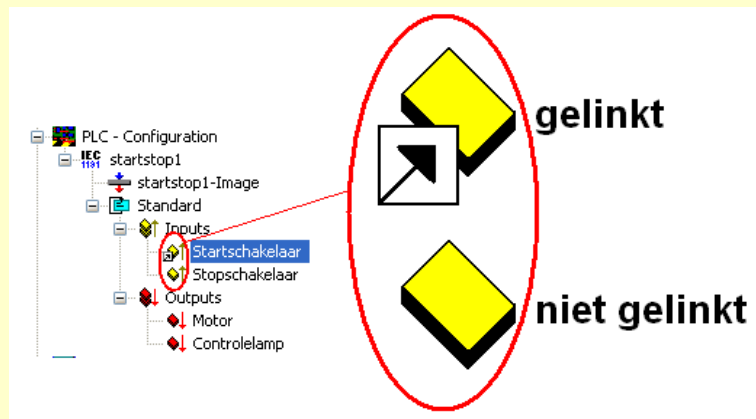 PLC - Configuration
IEC
1131
startstop1
startstop1-Image
Standard
Inputs
Startschakelaar
Stopschakelaar
Outputs
Motor
Controlelamp
gelinkt
niet gelinkt